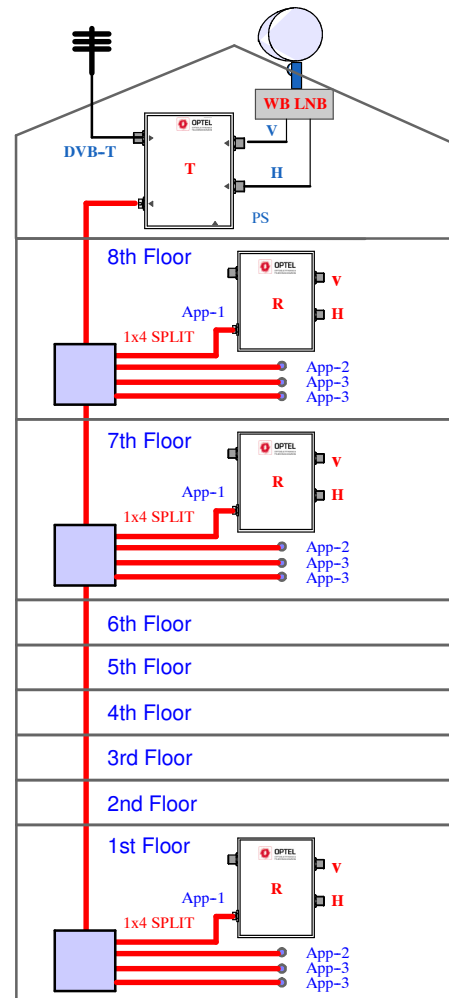 WB LNB
OPTEL
V
DVB-T
T
H
PS
8th Floor
OPTEL
V
App-1
R
H
1x4 SPLIT
App-2
App-3
App-3
7th Floor
OPTEL
V
App-1
R
H
1x4 SPLIT
App-2
App-3
App-3
6th Floor
5th Floor
4th Floor
3rd Floor
2nd Floor
1st Floor
OPTEL
V
App-1
R
H
1x4 SPLIT
App-2
App-3
App-3